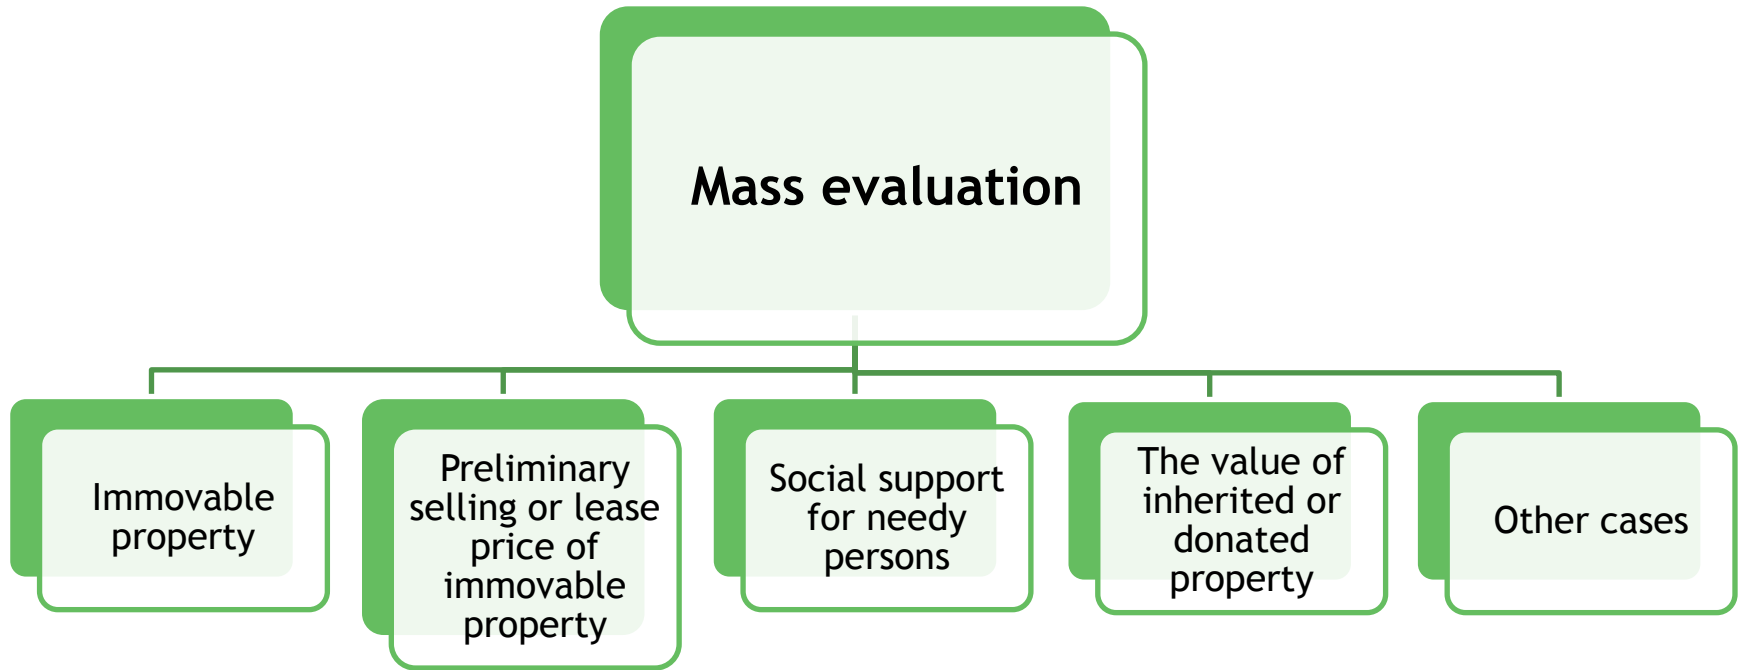 Mass evaluation
Immovable
property
Preliminary
selling or lease
price of
immovable
property
Social support
for needy
persons
The value of
inherited or
donated
property
Other cases